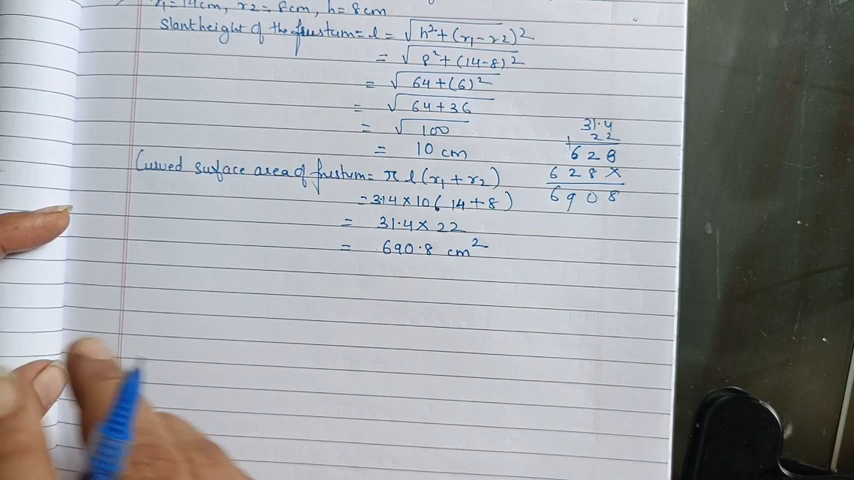 r1 = 14cm, r2 = 8cm, h = 8cm
Slant height of the frustum = l = √h²+(r1-r2)²
= √8²+(14-8)²
= √64+(6)²
= √64+36
= √100
= 10 cm
Curved surface area of frustum = π l (r1+r2)
= 3.14×10(14+8)
= 31.4×22
= 690.8 cm²
31.4
22
+ 628
628×
6908